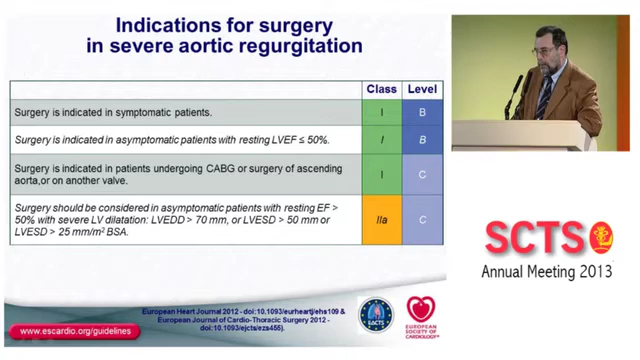 Indications for surgery
in severe aortic regurgitation
Class Level
Surgery is indicated in symptomatic patients. I B
Surgery is indicated in asymptomatic patients with resting LVEF ≤ 50%. I B
Surgery is indicated in patients undergoing CABG or surgery of ascending
aorta,or on another valve. I C
Surgery should be considered in asymptomatic patients with resting EF >
50% with severe LV dilatation: LVEDD > 70 mm, or LVESD > 50 mm or
LVESD > 25 mm/m² BSA. IIa C
SCTS
Annual Meeting 2013
European Heart Journal 2012 - doi:10.1093/eurheartj/ehs109 &
European Journal of Cardio-Thoracic Surgery 2012 -
doi:10.1093/ejcts/ezs455).
www.escardio.org/guidelines
EACTS
EUROPEAN
SOCIETY OF
CARDIOLOGY